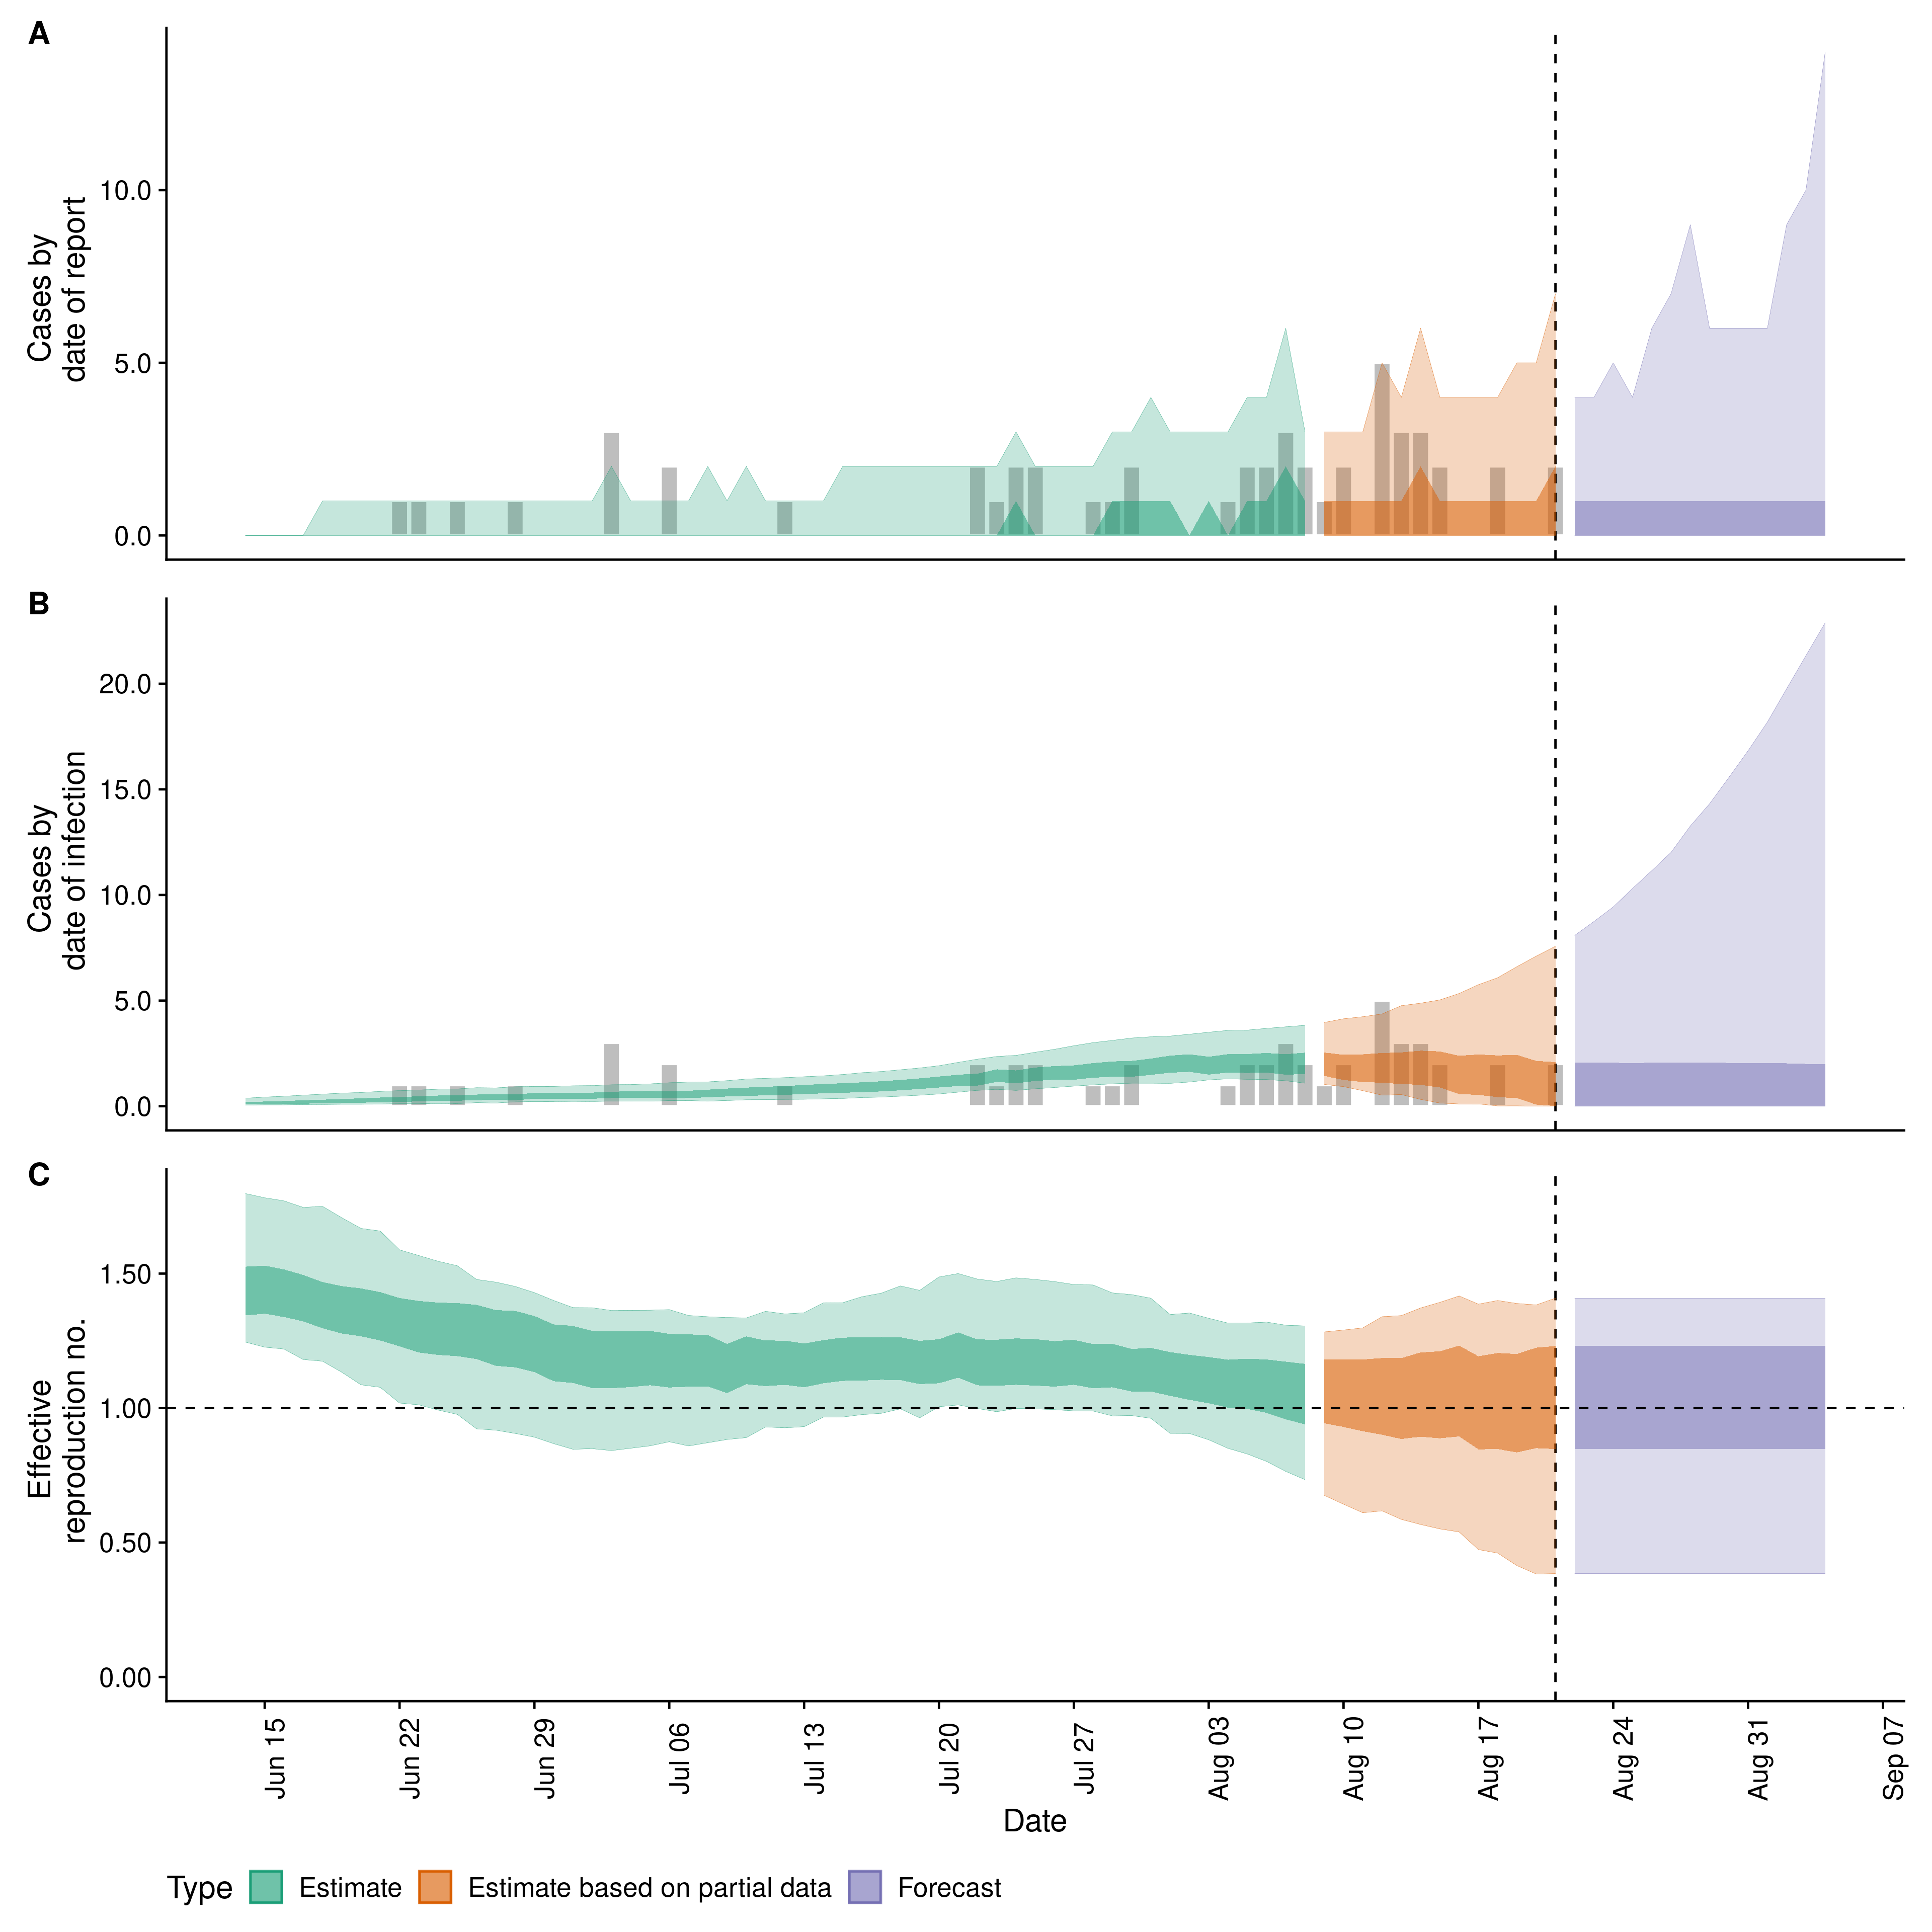 A
Cases by
date of report
10.0
5.0
0.0
B
Cases by
date of infection
20.0
15.0
10.0
5.0
0.0
C
Effective
reproduction no.
1.50
1.00
0.50
0.00
Jun 15
Jun 22
Jun 29
Jul 06
Jul 13
Jul 20
Jul 27
Aug 03
Aug 10
Aug 17
Aug 24
Aug 31
Sep 07
Date
Type Estimate Estimate based on partial data Forecast